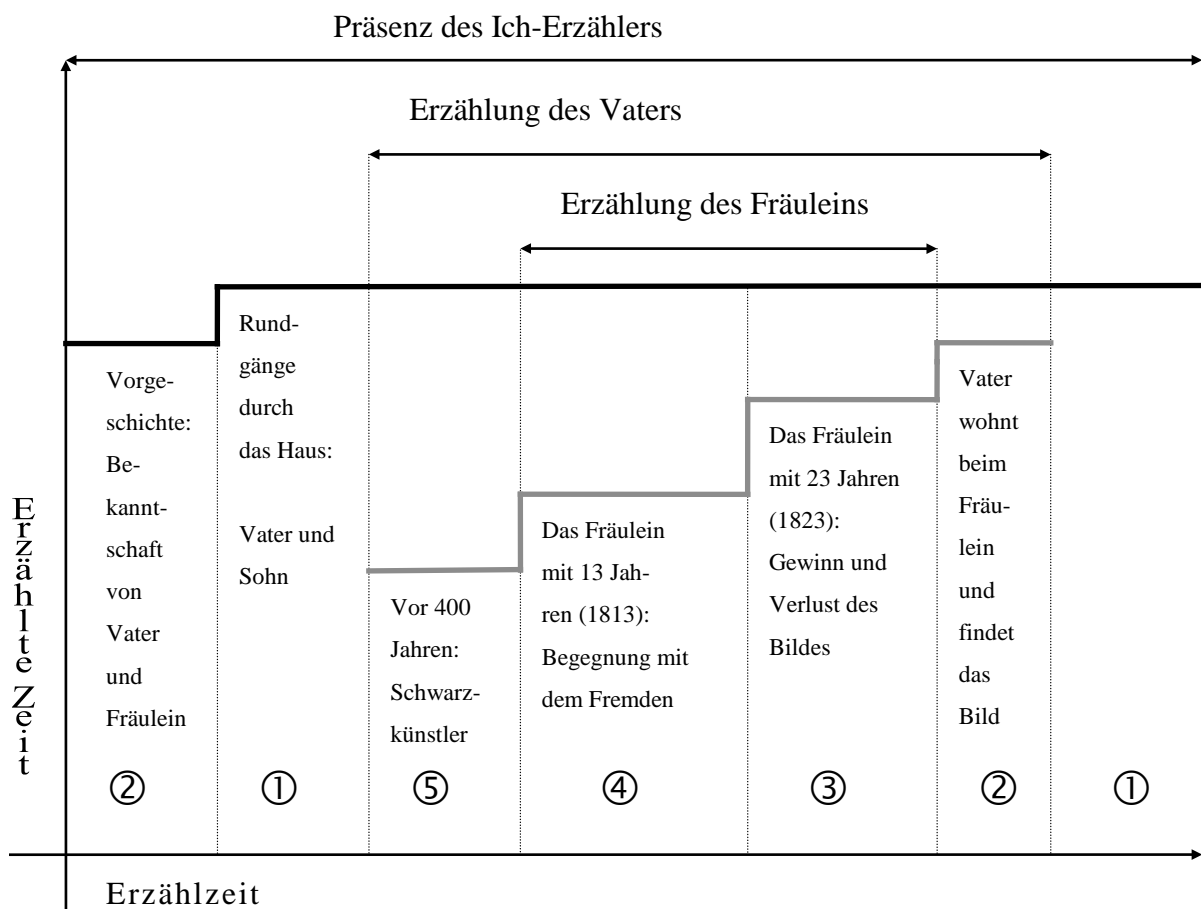 Präsenz des Ich-Erzählers
Erzählung des Vaters
Erzählung des Fräuleins
Erzählte Zeit
Vorge-
schichte:
Be-
kannt-
schaft
von
Vater
und
Fräulein
②
Rund-
gänge
durch
das Haus:
Vater und
Sohn
①
Vor 400
Jahren:
Schwarz-
künstler
⑤
Das Fräulein
mit 13 Jah-
ren (1813):
Begegnung mit
dem Fremden
④
Das Fräulein
mit 23 Jahren
(1823):
Gewinn und
Verlust des
Bildes
③
Vater
wohnt
beim
Fräu-
lein
und
findet
das
Bild
②
①
Erzählzeit